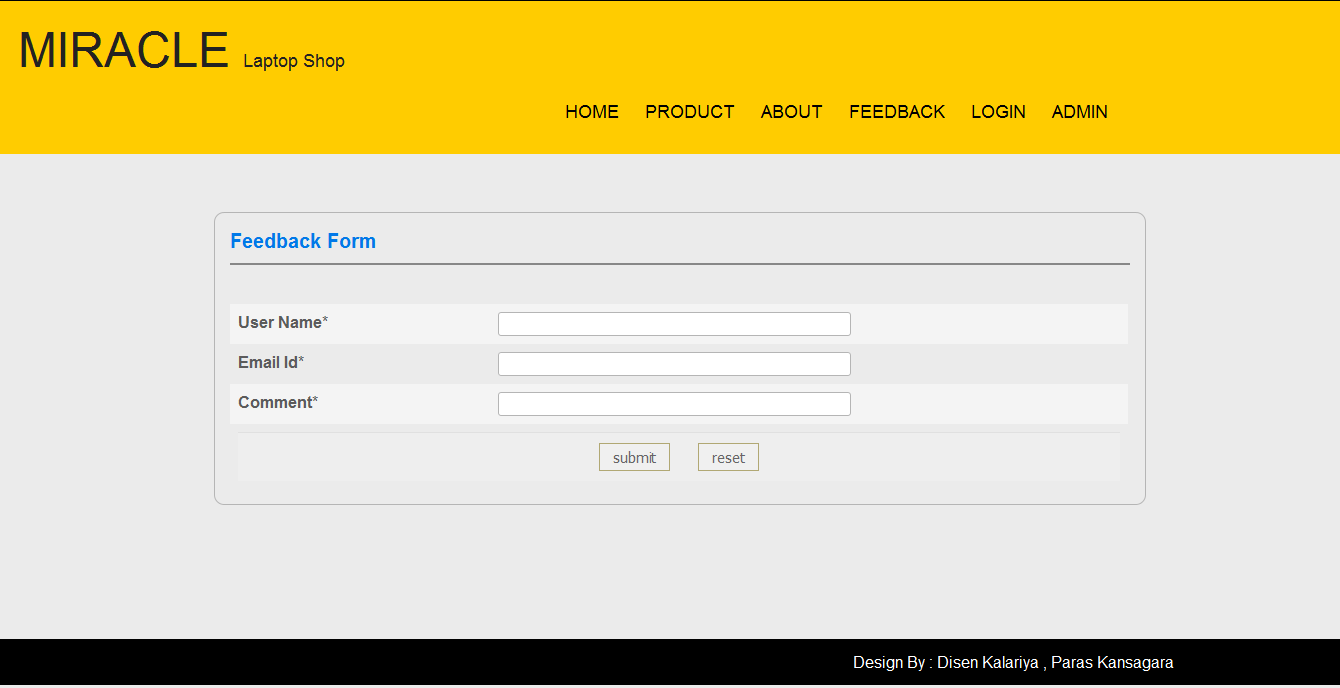 MIRACLE Laptop Shop
HOME PRODUCT ABOUT FEEDBACK LOGIN ADMIN
Feedback Form
User Name*
Email Id*
Comment*
submit reset
Design By : Disen Kalariya , Paras Kansagara